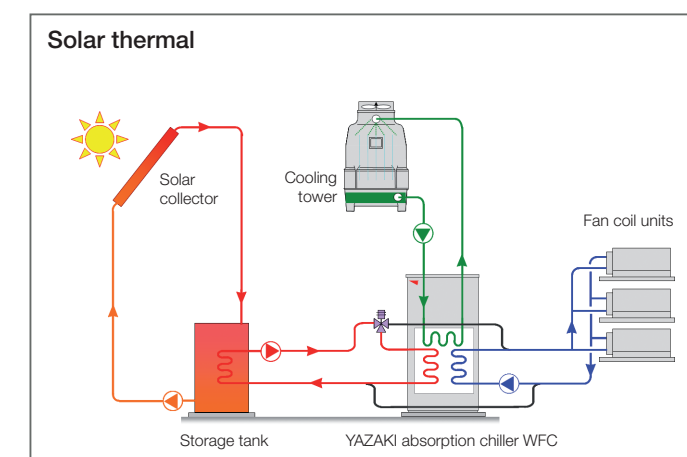 Solar thermal
Solar
collector
Cooling
tower
Fan coil units
Storage tank
YAZAKI absorption chiller WFC